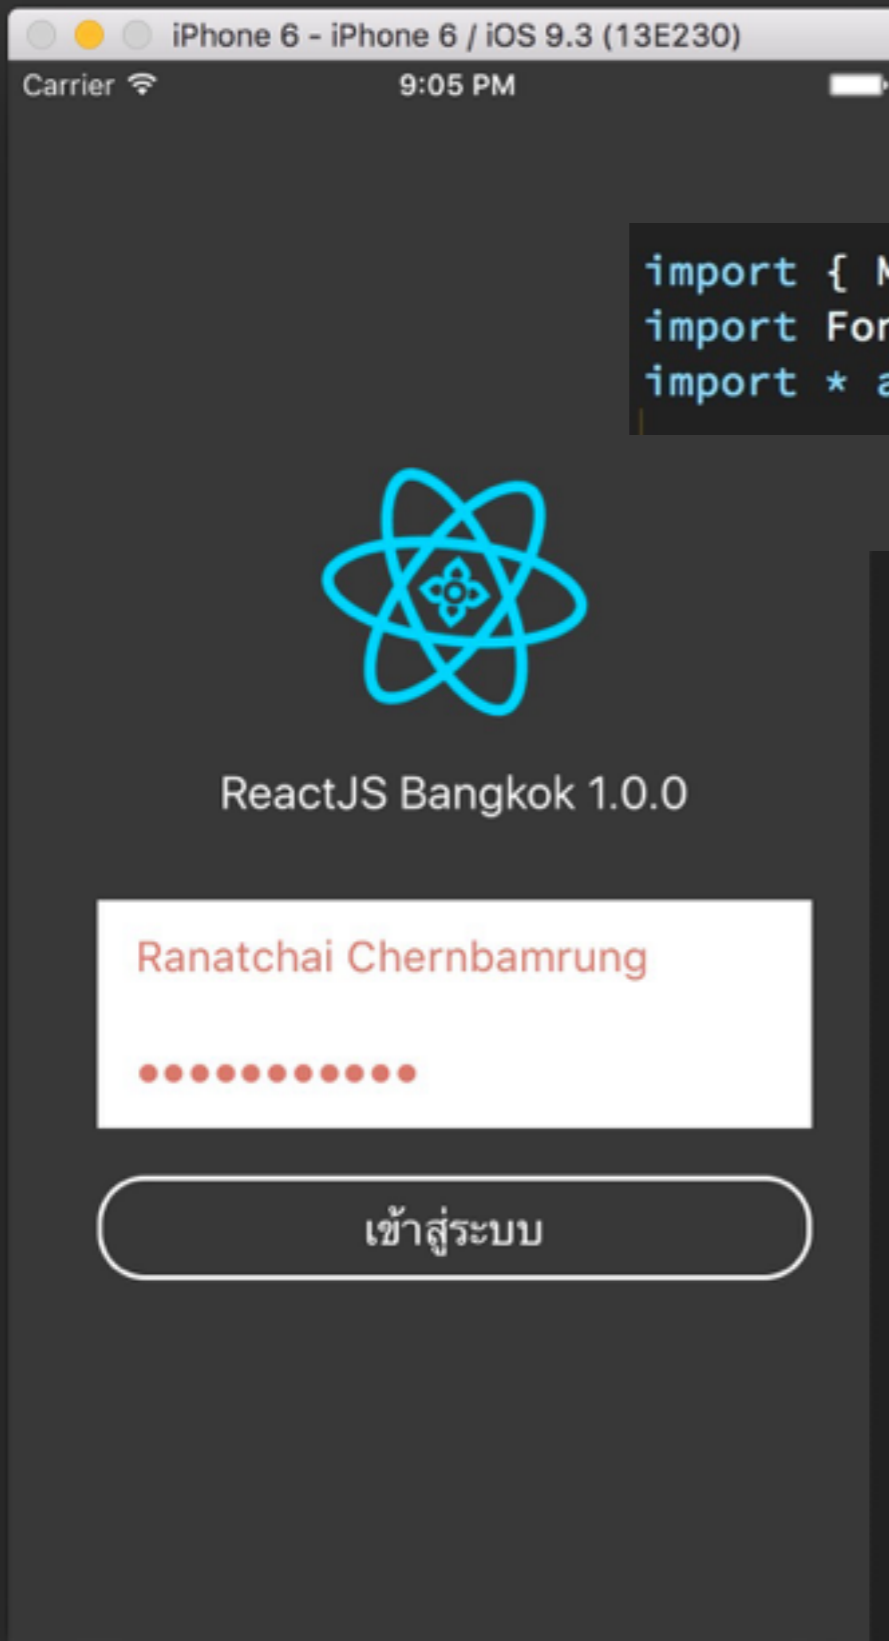 iPhone 6 - iPhone 6 / iOS 9.3 (13E230)
Carrier 9:05 PM
import {
import
import *
ReactJS Bangkok 1.0.0
Ranatchai Chernbamrung
•••••••••••
เข้าสู่ระบบ